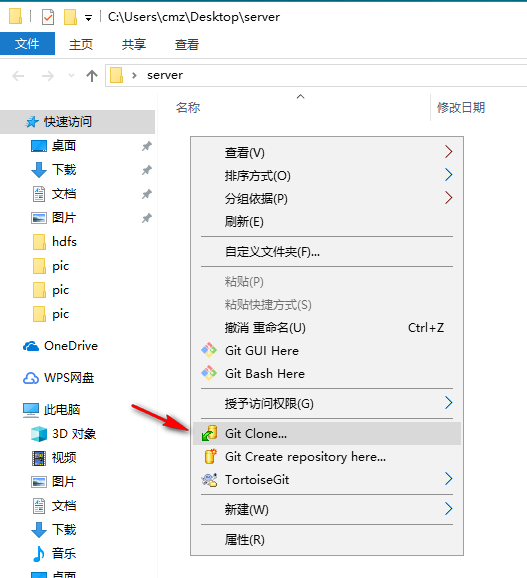 C:\Users\cmz\Desktop\server
文件 主页 共享 查看
server
名称 修改日期
快速访问
桌面
下载
文档
图片
hdfs
pic
pic
pic
OneDrive
WPS网盘
此电脑
3D 对象
视频
图片
文档
下载
音乐
桌面
查看(V)
排序方式(O)
分组依据(P)
刷新(E)
自定义文件夹(F)...
粘贴(P)
粘贴快捷方式(S)
撤消 重命名(U) Ctrl+Z
Git GUI Here
Git Bash Here
授予访问权限(G)
Git Clone...
Git Create repository here...
TortoiseGit
新建(W)
属性(R)